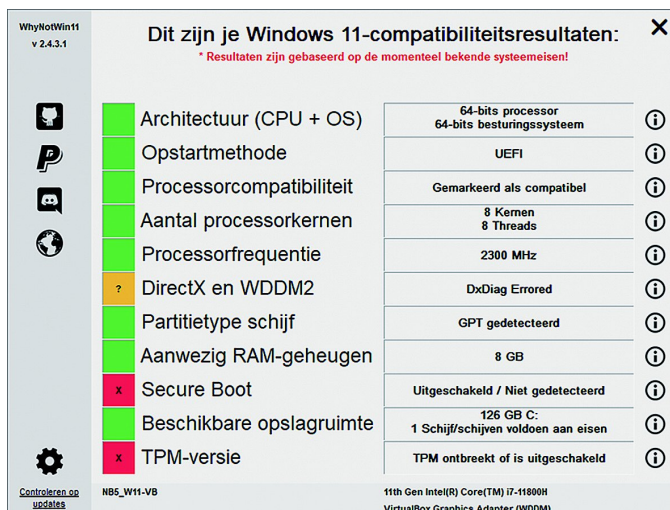 WhyNotWin11
v 2.4.3.1
Dit zijn je Windows 11-compatibiliteitsresultaten:
* Resultaten zijn gebaseerd op de momenteel bekende systeemeisen!
Architectuur (CPU + OS)
64-bits processor
64-bits besturingssysteem
Opstartmethode
UEFI
Processorcompatibiliteit
Gemarkeerd als compatibel
Aantal processorkernen
8 Kernen
8 Threads
Processorfrequentie
2300 MHz
? DirectX en WDDM2
DxDiag Errored
Partitietype schijf
GPT gedetecteerd
Aanwezig RAM-geheugen
8 GB
X Secure Boot
Uitgeschakeld / Niet gedetecteerd
Beschikbare opslagruimte
126 GB C:
1 Schijf/schijven voldoen aan eisen
X TPM-versie
TPM ontbreekt of is uitgeschakeld
Controleren op
updates
NB5_W11-VB
11th Gen Intel(R) Core(TM) i7-11800H
VirtualBox Graphics Adapter (WDDM)